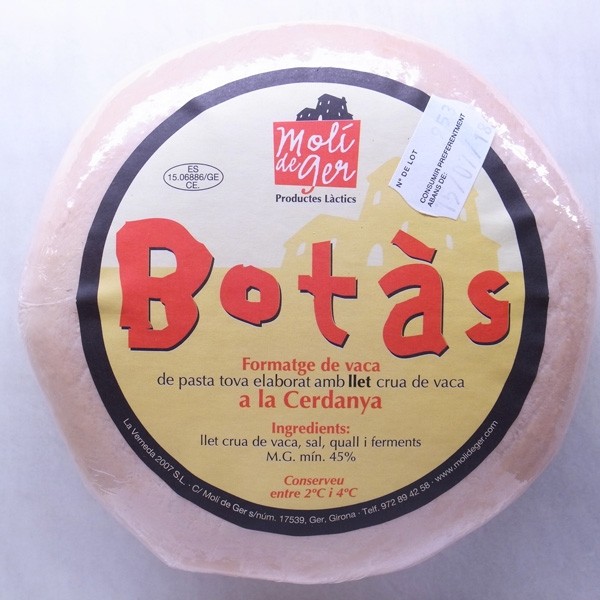 Molí
de Ger
Productes Làctics
ES
15.06886/GE
CE.
Nº DE LOT
253
CONSUMIR PREFERENTMENT
ABANS DE:
Botàs
Formatge de vaca
de pasta tova elaborat amb llet crua de vaca
a la Cerdanya
Ingredients:
llet crua de vaca, sal, quall i ferments
M.G. mín. 45%
Conserveu
entre 2ºC i 4ºC
La Verneda 2007 S.L. · C/ Molí de Ger s/núm. 17539, Ger, Girona · Telf. 972 89 42 58 · www.molideger.com